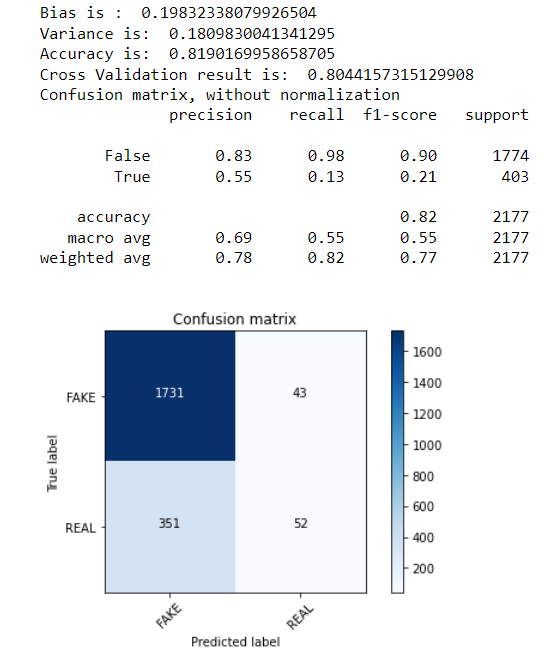 Bias is :  0.19832338079926504
Variance is:  0.1809830041341295
Accuracy is:  0.8190169958658705
Cross Validation result is:  0.8044157315129908
Confusion matrix, without normalization
precision    recall  f1-score   support
False       0.83      0.98      0.90      1774
True       0.55      0.13      0.21       403
accuracy                           0.82      2177
macro avg       0.69      0.55      0.55      2177
weighted avg       0.78      0.82      0.77      2177
Confusion matrix
FAKE
1731
43
REAL
351
52
True label
FAKE
REAL
Predicted label
1600
1400
1200
1000
800
600
400
200